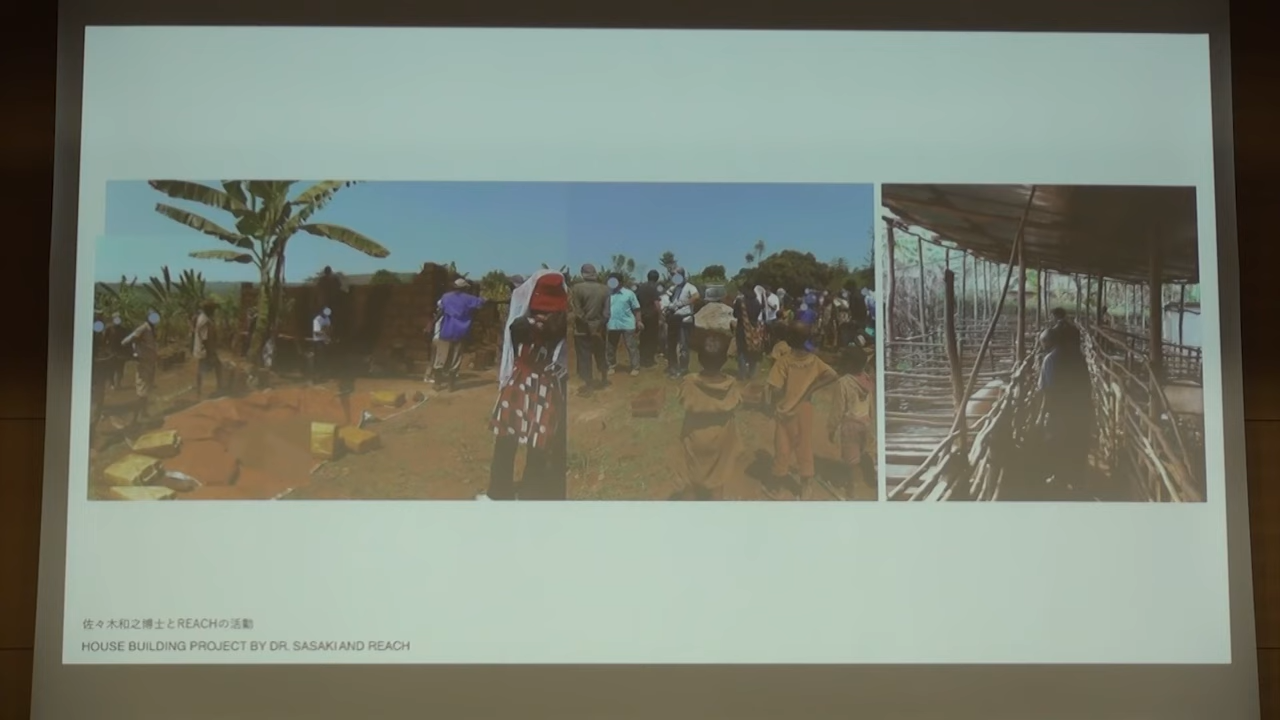 佐々木和之博士とREACHの活動
HOUSE BUILDING PROJECT BY DR. SASAKI AND REACH